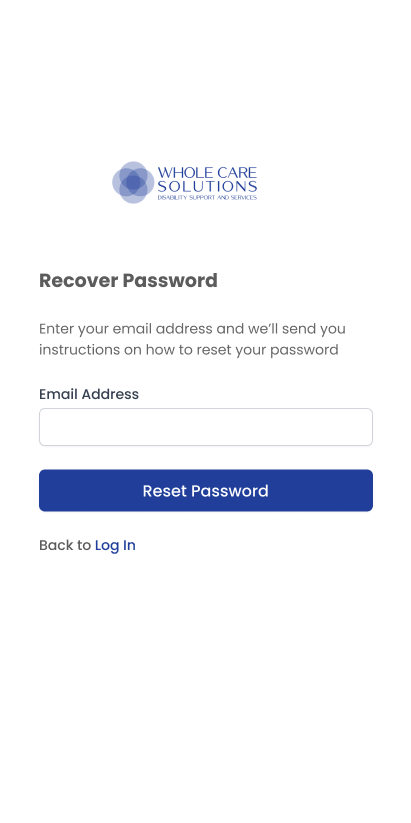 WHOLE CARE
SOLUTIONS
DISABILITY SUPPORT AND SERVICES
Recover Password
Enter your email address and we’ll send you
instructions on how to reset your password
Email Address
Reset Password
Back to Log In